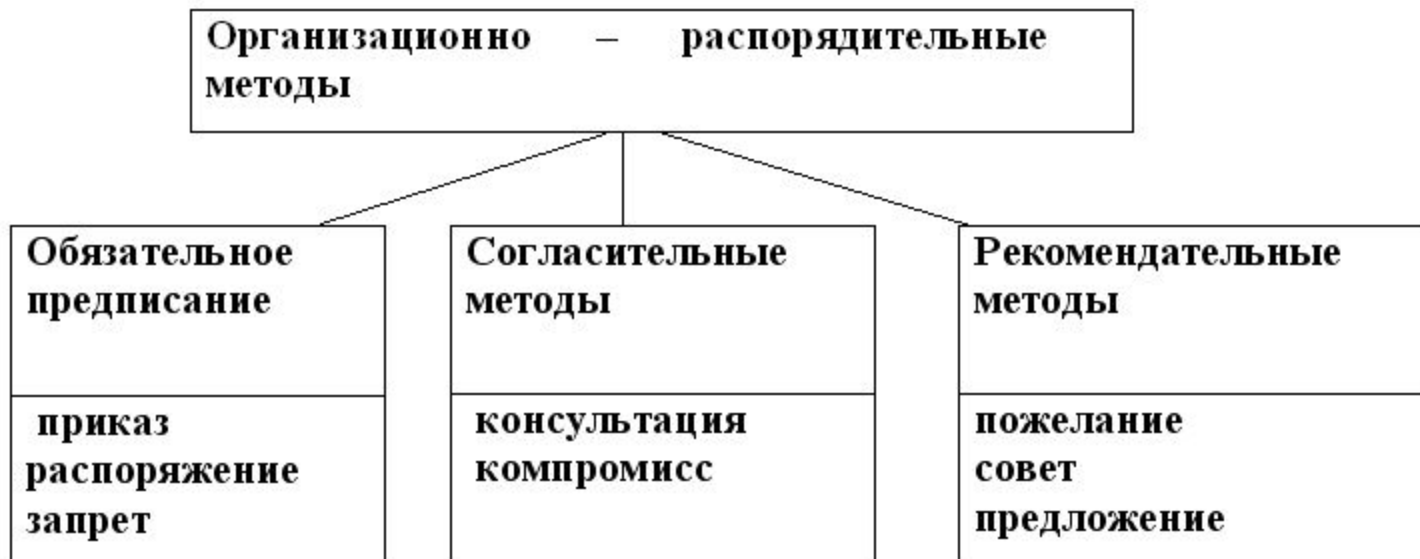 Организационно – распорядительные
методы
Обязательное
предписание
приказ
распоряжение
запрет
Согласительные
методы
консультация
компромисс
Рекомендательные
методы
пожелание
совет
предложение